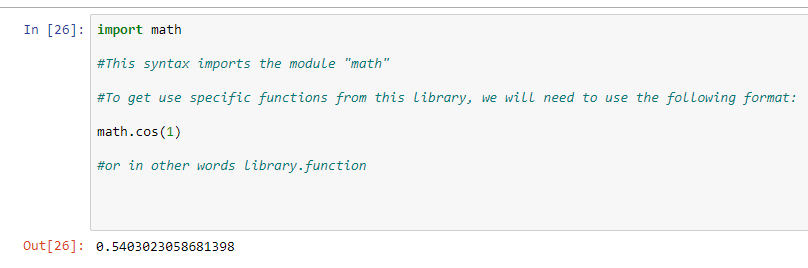 In [26]: import math
#This syntax imports the module "math"
#To get use specific functions from this library, we will need to use the following format:
math.cos(1)
#or in other words library.function
Out[26]: 0.5403023058681398